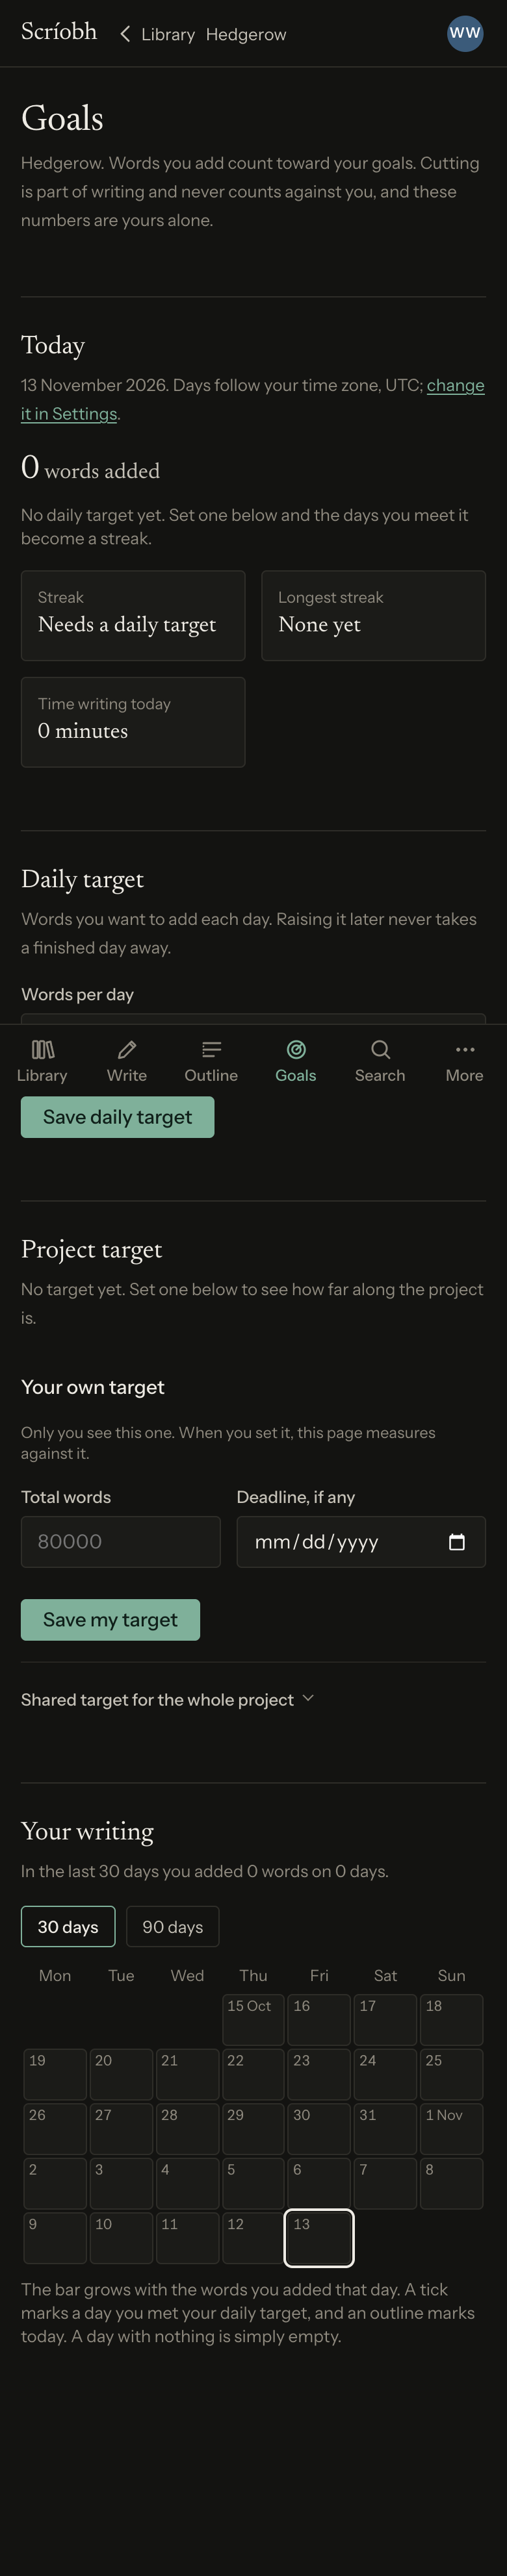 Scríobh
Library Hedgerow
WW
Goals
Hedgerow. Words you add count toward your goals. Cutting
is part of writing and never counts against you, and these
numbers are yours alone.
Today
13 November 2026. Days follow your time zone, UTC; change
it in Settings.
0 words added
No daily target yet. Set one below and the days you meet it
become a streak.
Streak
Needs a daily target
Longest streak
None yet
Time writing today
0 minutes
Daily target
Words you want to add each day. Raising it later never takes
a finished day away.
Words per day
Library Write Outline Goals Search More
Save daily target
Project target
No target yet. Set one below to see how far along the project
is.
Your own target
Only you see this one. When you set it, this page measures
against it.
Total words Deadline, if any
80000 mm/dd/yyyy
Save my target
Shared target for the whole project
Your writing
In the last 30 days you added 0 words on 0 days.
30 days 90 days
Mon Tue Wed Thu Fri Sat Sun
15 Oct 16 17 18
19 20 21 22 23 24 25
26 27 28 29 30 31 1 Nov
2 3 4 5 6 7 8
9 10 11 12 13
The bar grows with the words you added that day. A tick
marks a day you met your daily target, and an outline marks
today. A day with nothing is simply empty.